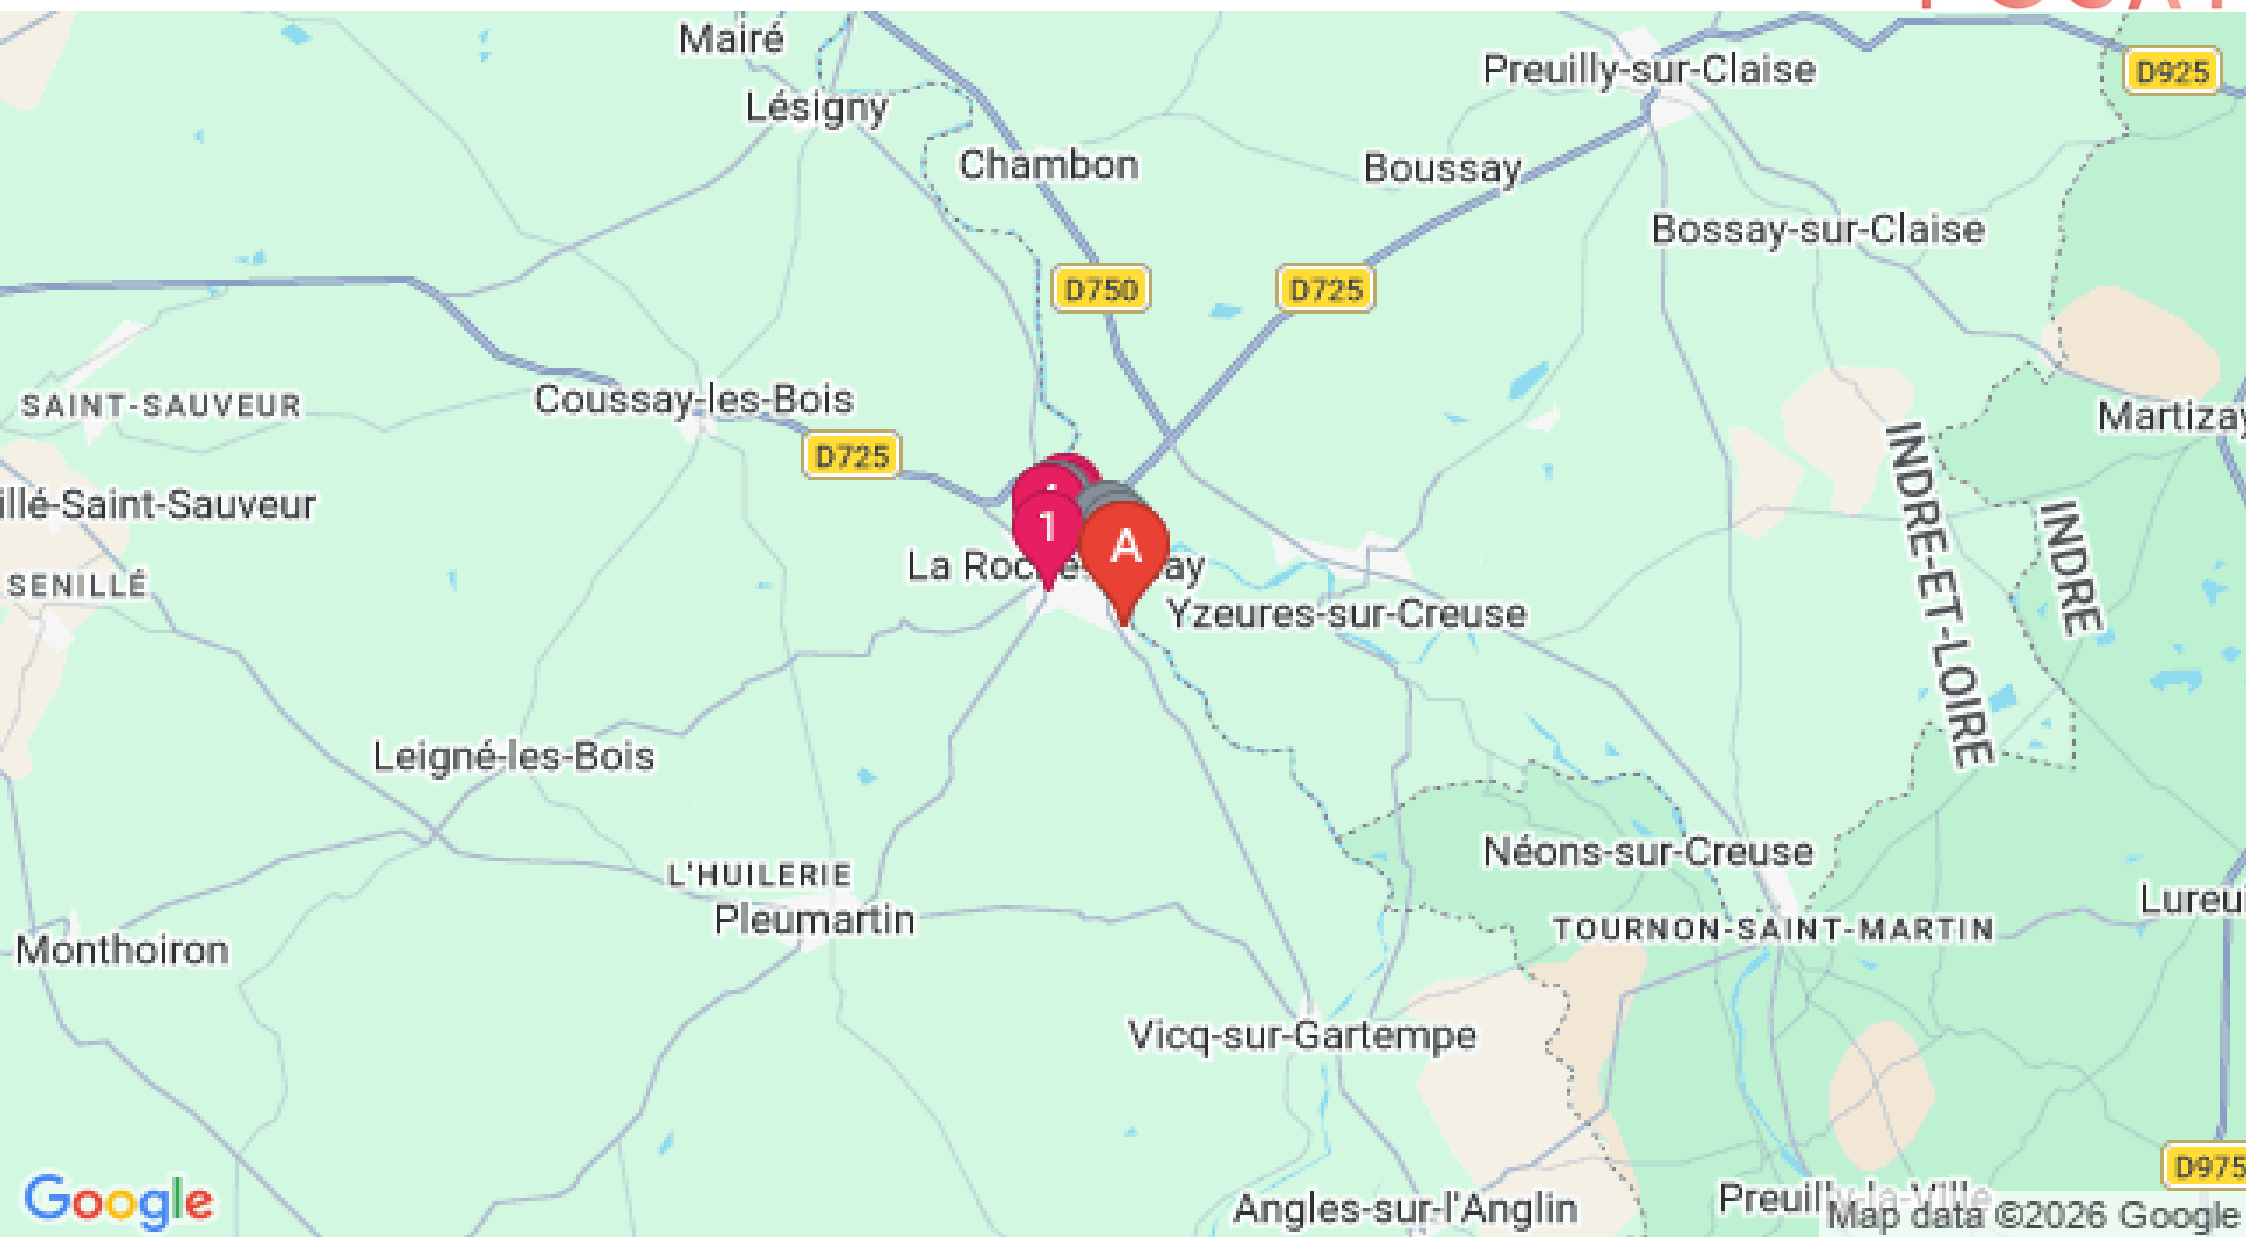 Mairé
Preuilly-sur-Claise
D925
Lésigny
Chambon
Boussay
Bossay-sur-Claise
D750
D725
Coussay-les-Bois
SAINT-SAUVEUR
Martizay
D725
illé-Saint-Sauveur
INDRE-ET-LOIRE
INDRE
1
A
La Roc
ay
SENILLÉ
Yzeures-sur-Creuse
Leigné-les-Bois
Néons-sur-Creuse
L'HUILERIE
Pleumartin
Lureui
TOURNON-SAINT-MARTIN
Monthoiron
Vicq-sur-Gartempe
D975
Preuilly-la-Ville
Google
Angles-sur-l'Anglin
Map data ©2026 Google